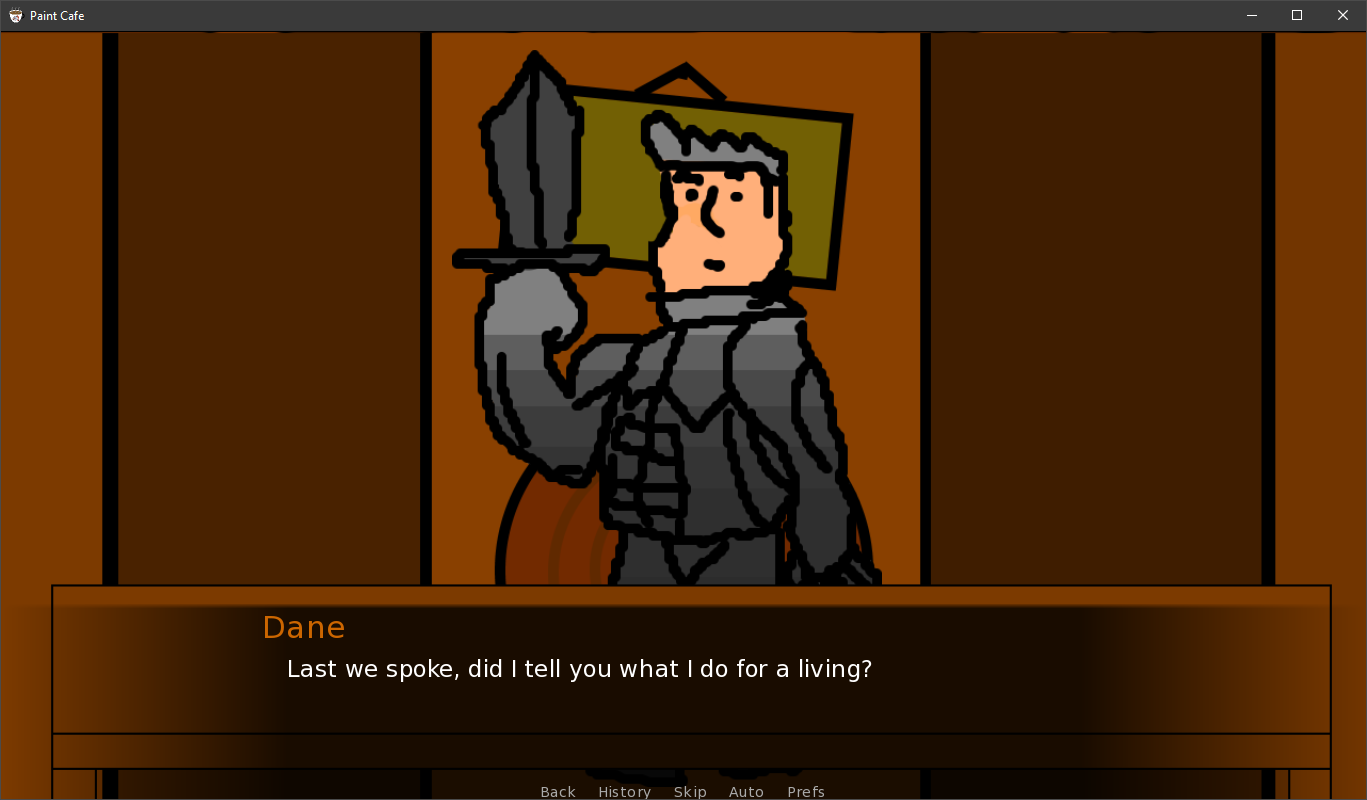 Paint Cafe
Dane
Last we spoke, did I tell you what I do for a living?
Back History Skip Auto Prefs